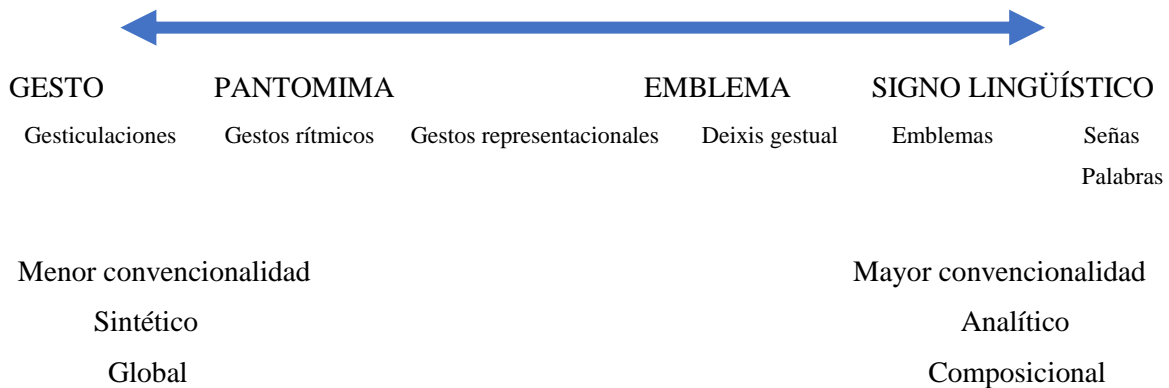 GESTO PANTOMIMA EMBLEMA SIGNO LINGÜÍSTICO
Gesticulaciones Gestos rítmicos Gestos representacionales Deixis gestual Emblemas Señas
Palabras
Menor convencionalidad Mayor convencionalidad
Sintético Analítico
Global Composicional